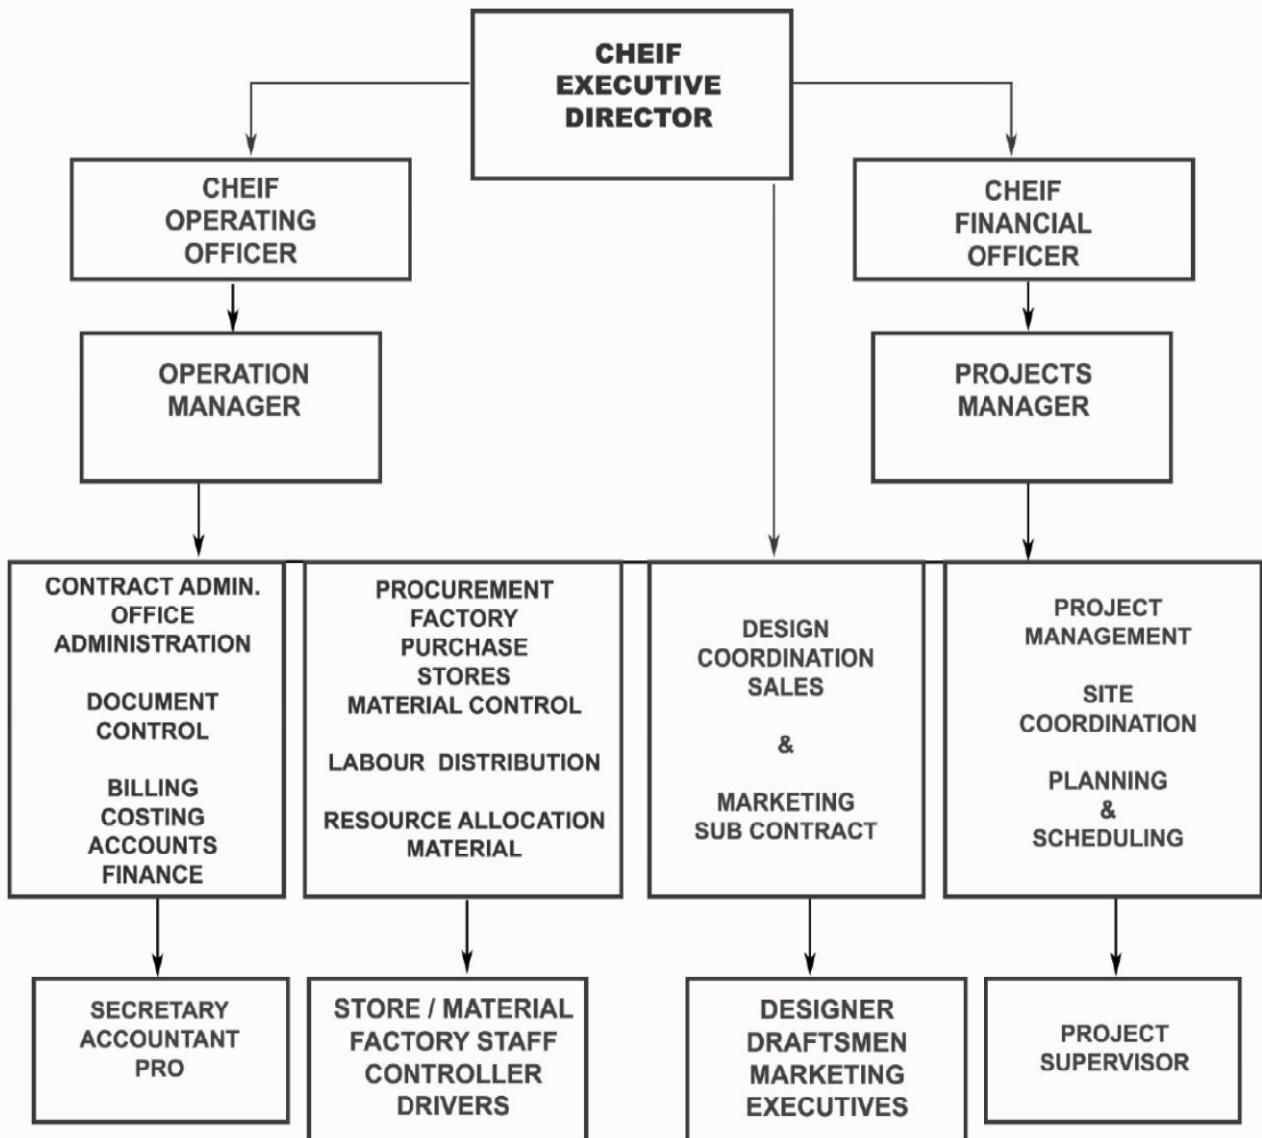 CHEIF
EXECUTIVE
DIRECTOR
CHEIF
OPERATING
OFFICER
CHEIF
FINANCIAL
OFFICER
OPERATION
MANAGER
PROJECTS
MANAGER
CONTRACT ADMIN.
OFFICE
ADMINISTRATION
DOCUMENT
CONTROL
BILLING
COSTING
ACCOUNTS
FINANCE
PROCUREMENT
FACTORY
PURCHASE
STORES
MATERIAL CONTROL
LABOUR DISTRIBUTION
RESOURCE ALLOCATION
MATERIAL
DESIGN
COORDINATION
SALES
&
MARKETING
SUB CONTRACT
PROJECT
MANAGEMENT
SITE
COORDINATION
PLANNING
&
SCHEDULING
SECRETARY
ACCOUNTANT
PRO
STORE / MATERIAL
FACTORY STAFF
CONTROLLER
DRIVERS
DESIGNER
DRAFTSMEN
MARKETING
EXECUTIVES
PROJECT
SUPERVISOR